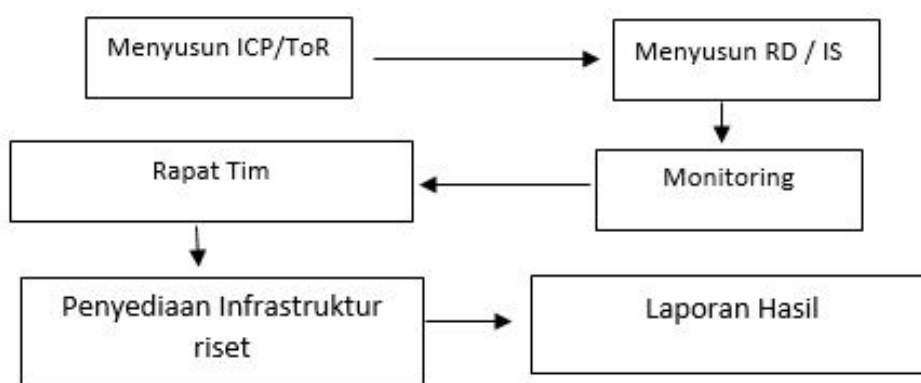 Menyusun ICP/ToR
Menyusun RD / IS
Rapat Tim
Monitoring
Penyediaan Infrastruktur
riset
Laporan Hasil